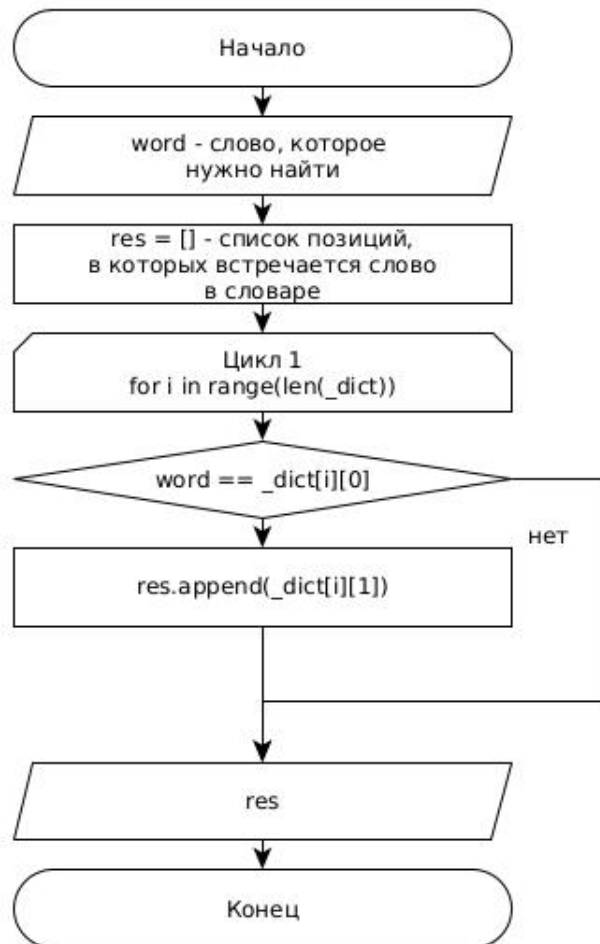 Начало
word - слово, которое
нужно найти
res = [] - список позиций,
в которых встречается слово
в словаре
Цикл 1
for i in range(len(_dict))
word == _dict[i][0]
нет
res.append(_dict[i][1])
res
Конец